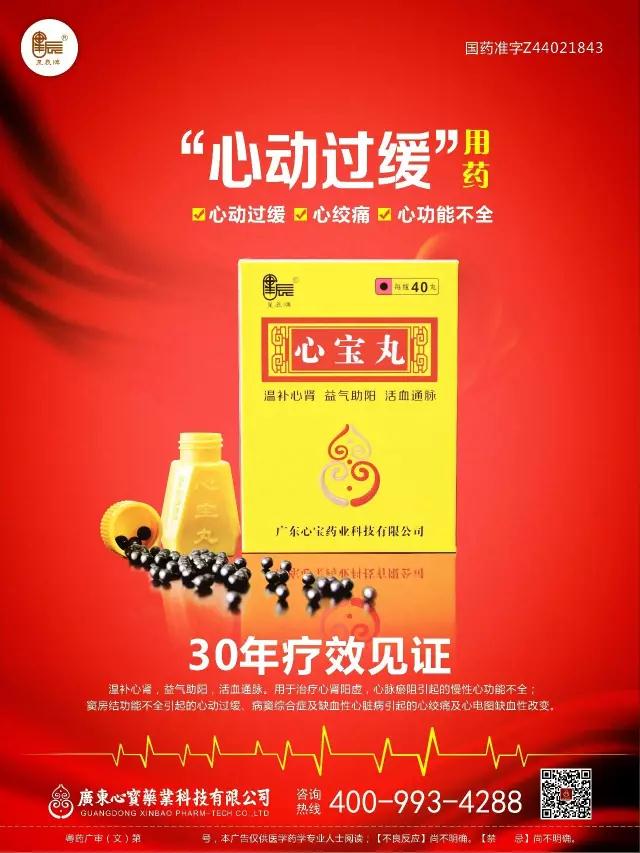 国药准字Z44021843
“心动过缓”用药
心动过缓 心绞痛 心功能不全
每瓶40丸
心宝丸
温补心肾 益气助阳 活血通脉
心宝丸
广东心宝药业科技有限公司
30年疗效见证
温补心肾，益气助阳，活血通脉。用于治疗心肾阳虚，心脉瘀阻引起的慢性心功能不全；
窦房结功能不全引起的心动过缓、病窦综合症及缺血性心脏病引起的心绞痛及心电图缺血性改变。
廣東心寶藥業科技有限公司
GUANGDONG XINBAO PHARM-TECH CO.,LTD
咨询
热线 400-993-4288
粤药广审（文）第 号，本广告仅供医学药学专业人士阅读；【不良反应】尚不明确。【禁 忌】尚不明确。